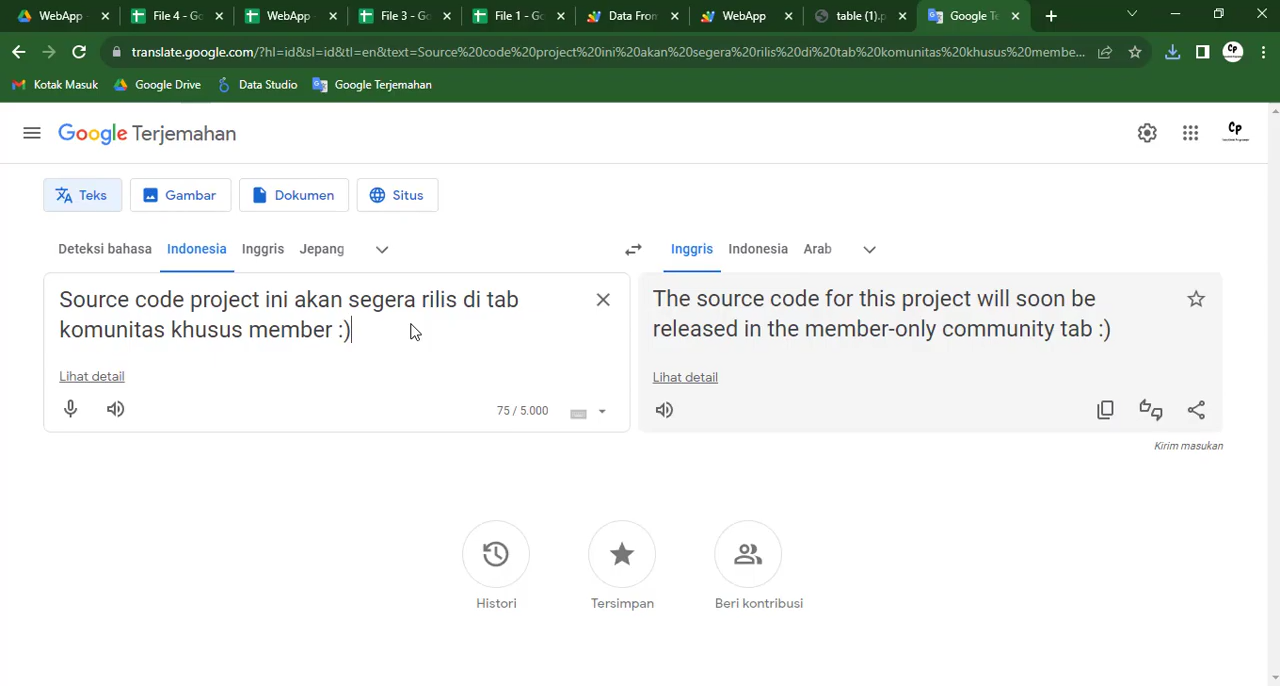 WebApp -
File 4 - Go
WebApp
File 3 - Go
File 1 - Go
Data From
WebApp
table (1).p
Google Te
translate.google.com/?hl=id&sl=id&tl=en&text=Source%20code%20project%20ini%20akan%20segera%20rilis%20di%20tab%20komunitas%20khusus%20membe...
Cp
Kotak Masuk
Google Drive
Data Studio
Google Terjemahan
Google Terjemahan
Cp
Teks
Gambar
Dokumen
Situs
Deteksi bahasa
Indonesia
Inggris
Jepang
Inggris
Indonesia
Arab
Source code project ini akan segera rilis di tab
komunitas khusus member :)
The source code for this project will soon be
released in the member-only community tab :)
Lihat detail
Lihat detail
75 / 5.000
Kirim masukan
Histori
Tersimpan
Beri kontribusi